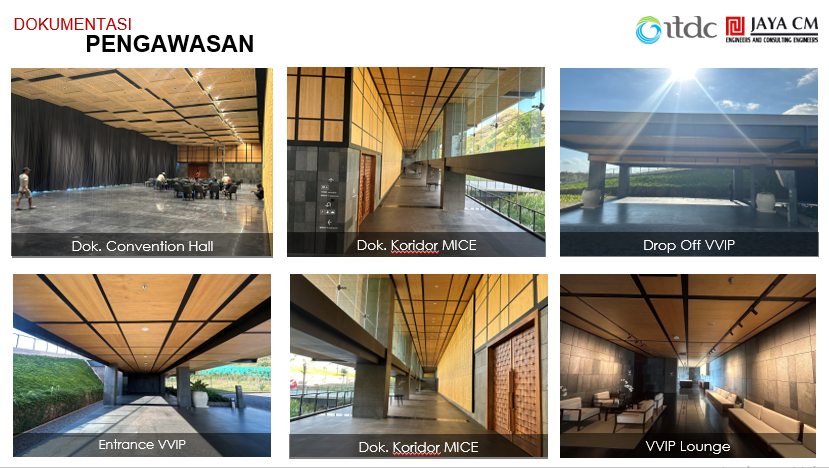 DOKUMENTASI
PENGAWASAN
itdc
JAYA CM
ENGINEERS AND CONSULTING ENGINEERS
Dok. Convention Hall
Dok. Koridor MICE
Drop Off VVIP
Entrance VVIP
Dok. Koridor MICE
VVIP Lounge